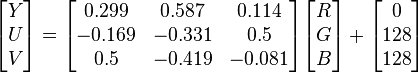 [Y U V] = [0.299 0.587 0.114; −0.169 −0.331 0.5; 0.5 −0.419 −0.081] [R G B] + [0 128 128]